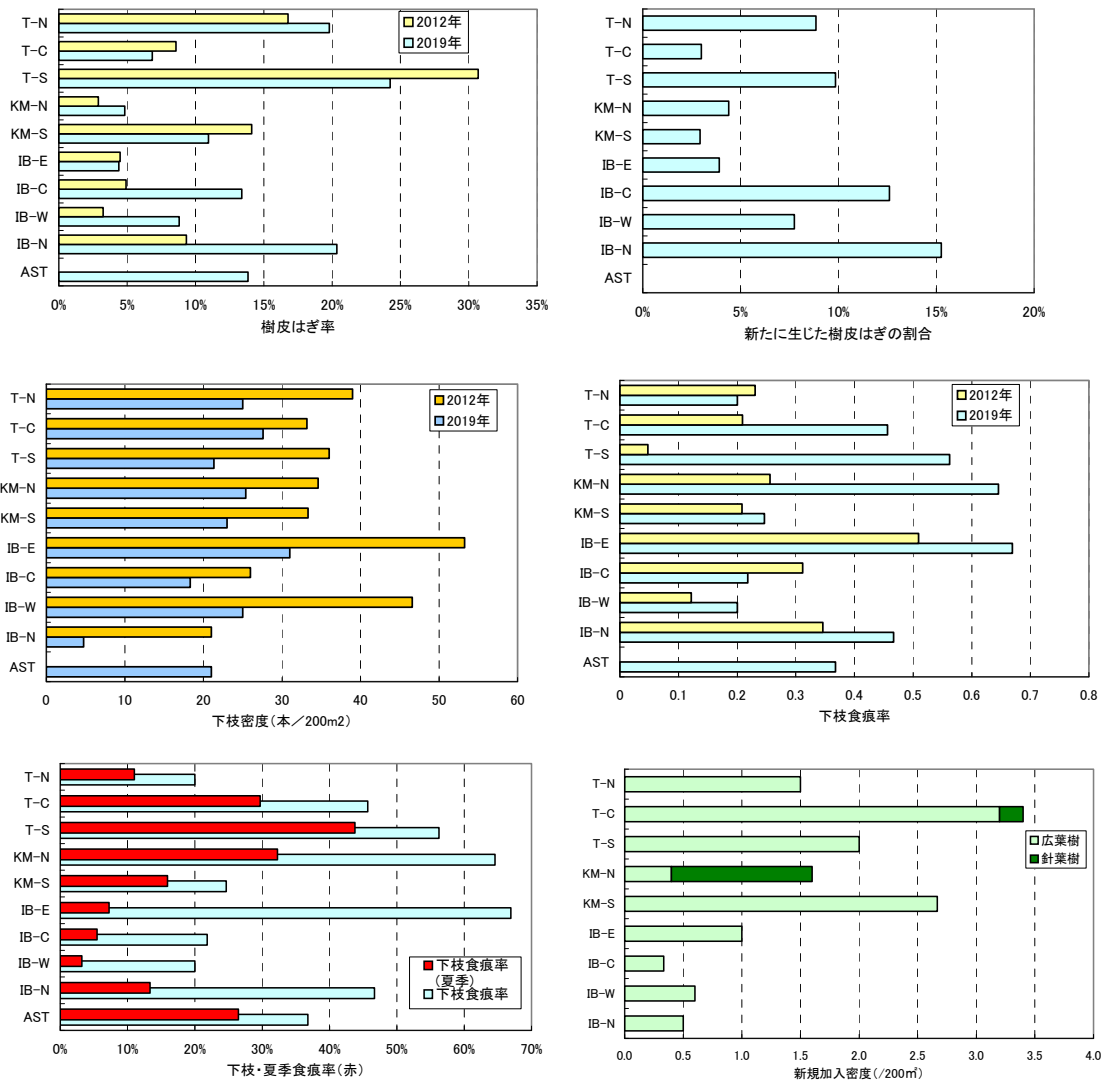 T-N
T-C
T-S
KM-N
KM-S
IB-E
IB-C
IB-W
IB-N
AST
2012年
2019年
0% 5% 10% 15% 20% 25% 30% 35%
樹皮はぎ率
T-N
T-C
T-S
KM-N
KM-S
IB-E
IB-C
IB-W
IB-N
AST
0% 5% 10% 15% 20%
新たに生じた樹皮はぎの割合
T-N
T-C
T-S
KM-N
KM-S
IB-E
IB-C
IB-W
IB-N
AST
2012年
2019年
0 10 20 30 40 50 60
下枝密度(本/200m2)
T-N
T-C
T-S
KM-N
KM-S
IB-E
IB-C
IB-W
IB-N
AST
2012年
2019年
0 0.1 0.2 0.3 0.4 0.5 0.6 0.7 0.8
下枝食痕率
T-N
T-C
T-S
KM-N
KM-S
IB-E
IB-C
IB-W
IB-N
AST
下枝食痕率
(夏季)
下枝食痕率
0% 10% 20% 30% 40% 50% 60% 70%
下枝・夏季食痕率(赤)
T-N
T-C
T-S
KM-N
KM-S
IB-E
IB-C
IB-W
IB-N
広葉樹
針葉樹
0.0 0.5 1.0 1.5 2.0 2.5 3.0 3.5 4.0
新規加入密度(/200㎡)